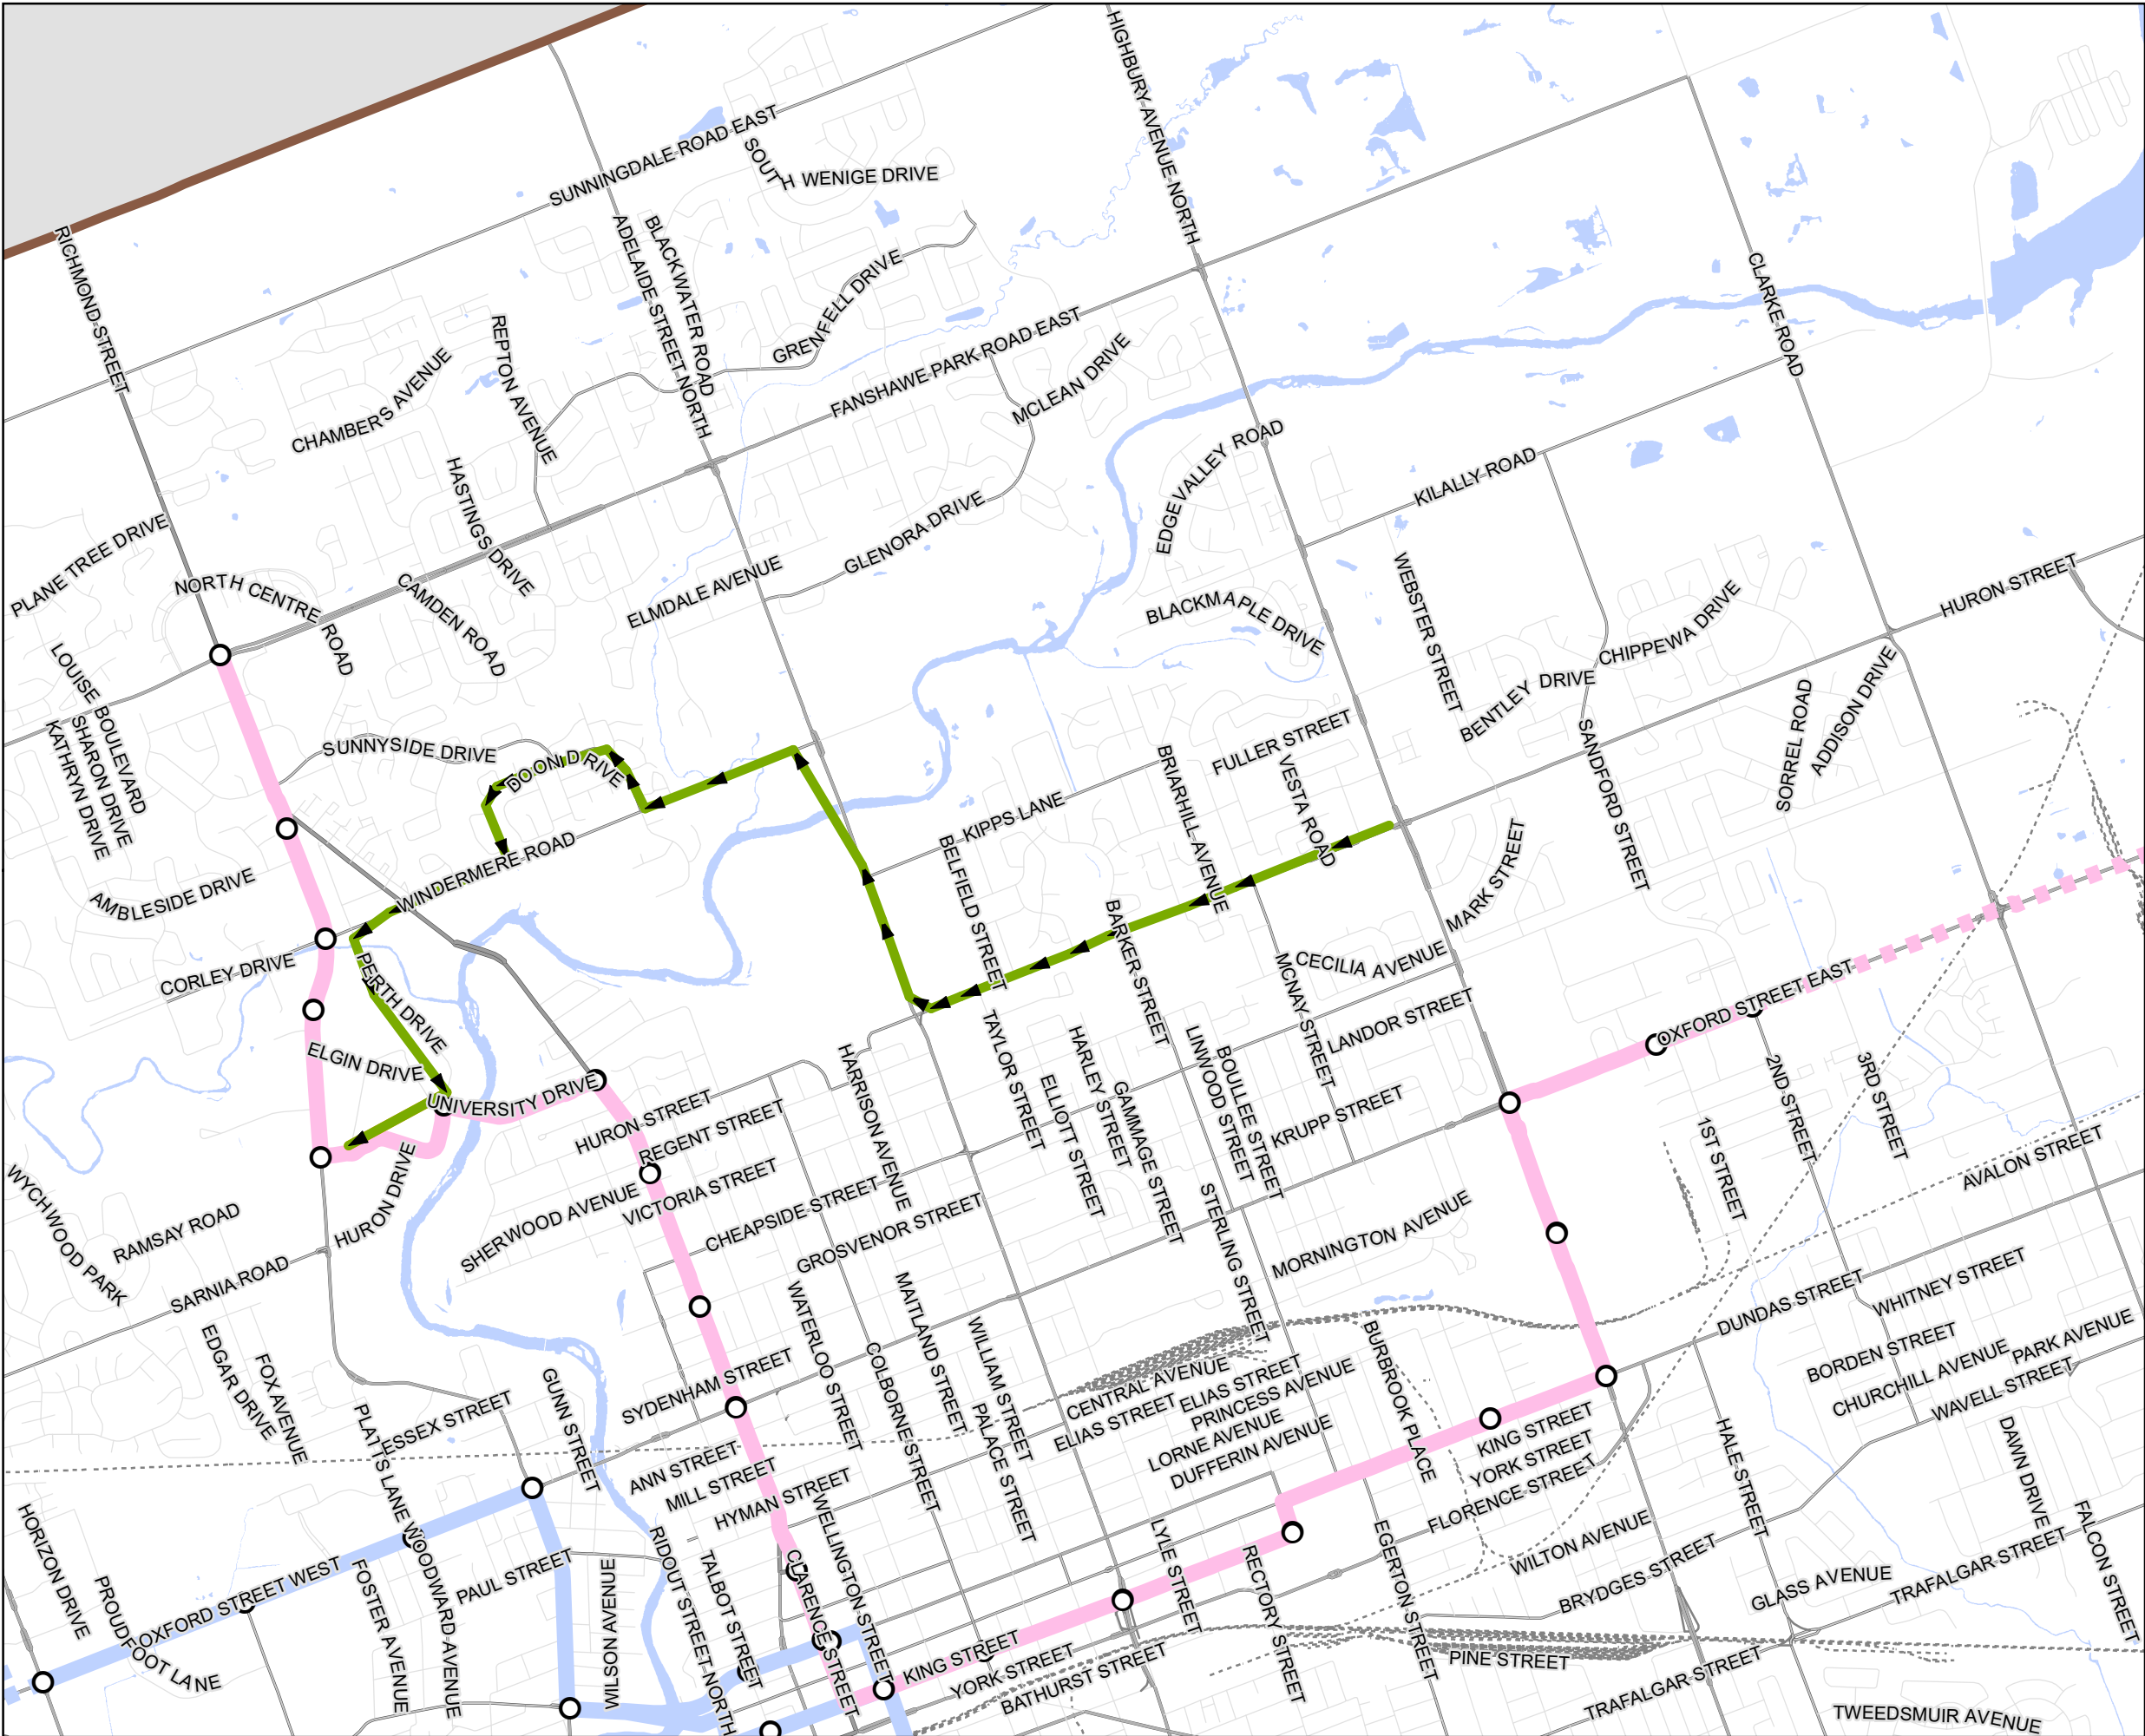 HIGHBURY AVENUE NORTH
SUNNINGDALE ROAD EAST
SOUTH WENIGE DRIVE
RICHMOND STREET
ADELAIDE STREET NORTH
BLACKWATER ROAD
GRENFELL DRIVE
CLARKE ROAD
FANSHAWE PARK ROAD EAST
MCLEAN DRIVE
REPTON AVENUE
CHAMBERS AVENUE
HASTINGS DRIVE
EDGE VALLEY ROAD
KILALLY ROAD
GLENORA DRIVE
PLANE TREE DRIVE
NORTH CENTRE ROAD
CAMDEN ROAD
ELMDALE AVENUE
BLACKMAPLE DRIVE
WEBSTER STREET
CHIPPEWA DRIVE
HURON STREET
BENTLEY DRIVE
ADDISON DRIVE
SORREL ROAD
SANDFORD STREET
LOUISE BOULEVARD
SHARON DRIVE
KATHRYN DRIVE
SUNNYSIDE DRIVE
DOON DRIVE
FULLER STREET
BRIARHILL AVENUE
VESTA ROAD
KIPPS LANE
BELFIELD STREET
MARK STREET
WINDERMERE ROAD
AMBLESIDE DRIVE
BARKER STREET
CECILIA AVENUE
MCNAY STREET
CORLEY DRIVE
PERTH DRIVE
OXFORD STREET EAST
LANDOR STREET
ELGIN DRIVE
UNIVERSITY DRIVE
HARRISON AVENUE
TAYLOR STREET
HARLEY STREET
LINWOOD STREET
BOULLEE STREET
ELLIOTT STREET
GAMMAGE STREET
KRUPP STREET
2ND STREET
3RD STREET
1ST STREET
HURON STREET
REGENT STREET
AVALON STREET
WYCHWOOD PARK
RAMSAY ROAD
HURON DRIVE
SHERWOOD AVENUE
VICTORIA STREET
CHEAPSIDE STREET
GROSVENOR STREET
STERLING STREET
MORNINGTON AVENUE
SARNIA ROAD
DUNDAS STREET
WHITNEY STREET
EDGAR DRIVE
FOX AVENUE
WATERLOO STREET
MAITLAND STREET
WILLIAM STREET
COLBORNE STREET
BURBROOK PLACE
BORDEN STREET
PARK AVENUE
CHURCHILL AVENUE
WAVELL STREET
SYDENHAM STREET
CENTRAL AVENUE
ELIAS STREET
ELIAS STREET
PRINCESS AVENUE
LORNE AVENUE
DUFFERIN AVENUE
PALACE STREET
GUNN STREET
ESSEX STREET
PLATT'S LANE
KING STREET
YORK STREET
FLORENCE STREET
HALE STREET
DAWN DRIVE
ANN STREET
MILL STREET
HYMAN STREET
WELLINGTON STREET
HORIZON DRIVE
OXFORD STREET WEST
PROUDFOOT LANE
FOSTER AVENUE
WOODWARD AVENUE
PAUL STREET
WILSON AVENUE
RIDOUT STREET NORTH
TALBOT STREET
CLARENCE STREET
LYLE STREET
RECTORY STREET
EGERTON STREET
WILTON AVENUE
BRYDGES STREET
GLASS AVENUE
TRAFALGAR STREET
FALCON STREET
KING STREET
YORK STREET
BATHURST STREET
PINE STREET
TRAFALGAR STREET
TWEEDSMUIR AVENUE